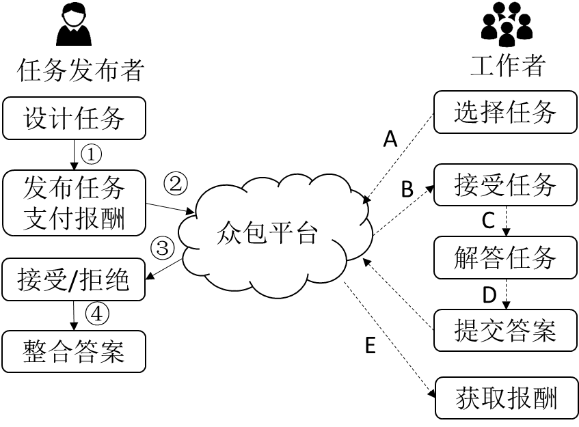 任务发布者
设计任务
①
发布任务
支付报酬
②
③
接受/拒绝
④
整合答案
众包平台
工作者
选择任务
A
B
接受任务
C
解答任务
D
提交答案
E
获取报酬